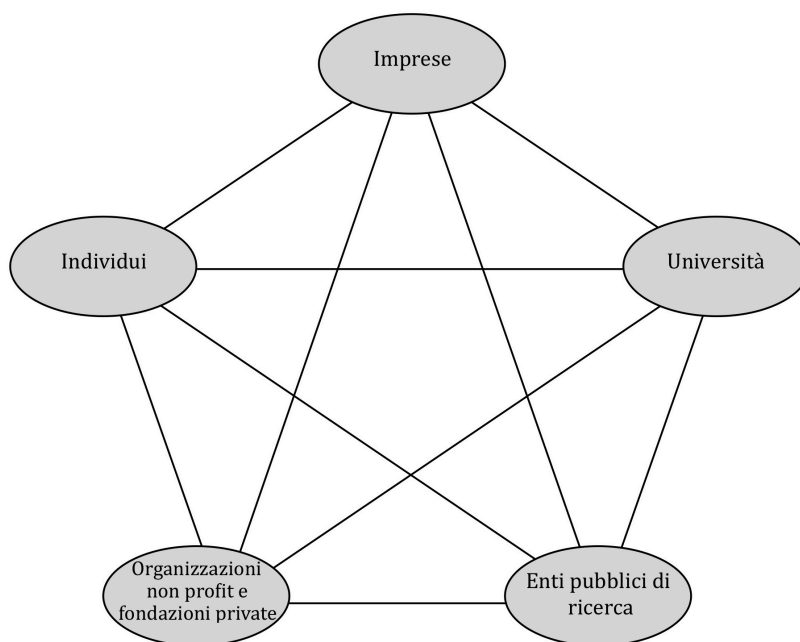 Imprese
Individui
Università
Organizzazioni
non profit e
fondazioni private
Enti pubblici di
ricerca